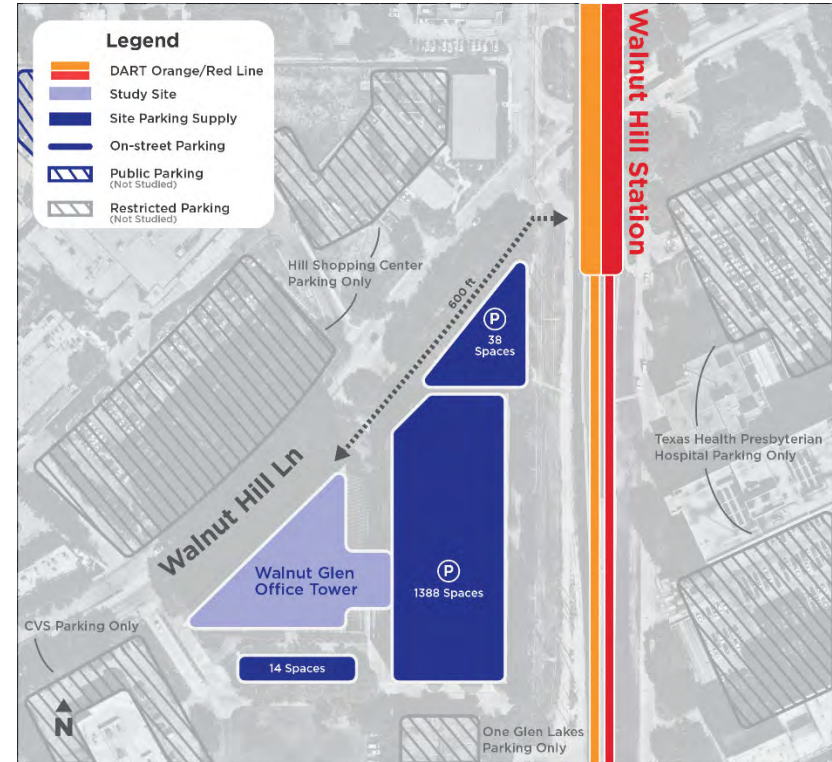 Legend
DART Orange/Red Line
Study Site
Site Parking Supply
On-street Parking
Public Parking
(Not Studied)
Restricted Parking
(Not Studied)
Walnut Hill Station
Hill Shopping Center
Parking Only
600 ft
P
38
Spaces
Walnut Hill Ln
Texas Health Presbyterian
Hospital Parking Only
Walnut Glen
Office Tower
P
1388 Spaces
CVS Parking Only
14 Spaces
N
One Glen Lakes
Parking Only